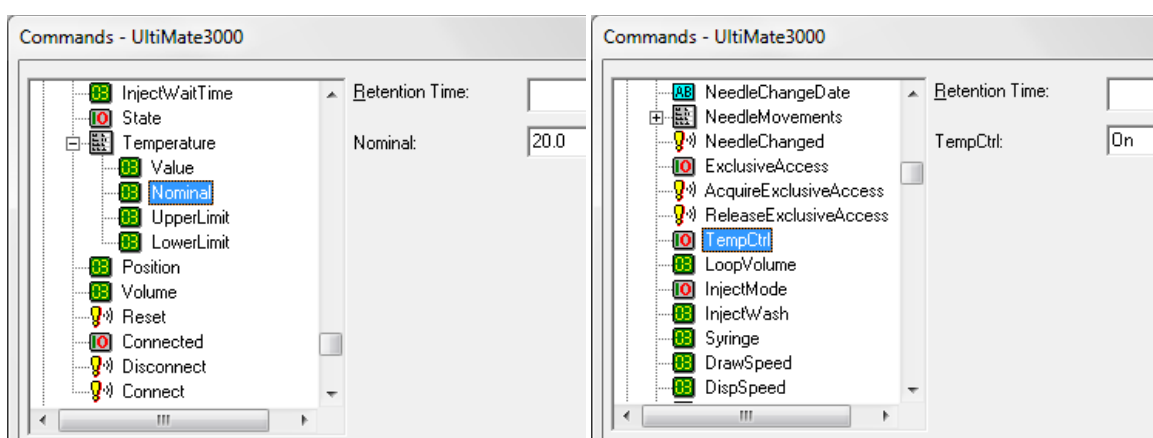 Commands - UltiMate3000
InjectWaitTime
State
Temperature
Value
Nominal
UpperLimit
LowerLimit
Position
Volume
Reset
Connected
Disconnect
Connect
Retention Time:
Nominal:
20.0
Commands - UltiMate3000
NeedleChangeDate
NeedleMovements
NeedleChanged
ExclusiveAccess
AcquireExclusiveAccess
ReleaseExclusiveAccess
TempCtrl
LoopVolume
InjectMode
InjectWash
Syringe
DrawSpeed
DispSpeed
Retention Time:
TempCtrl:
On